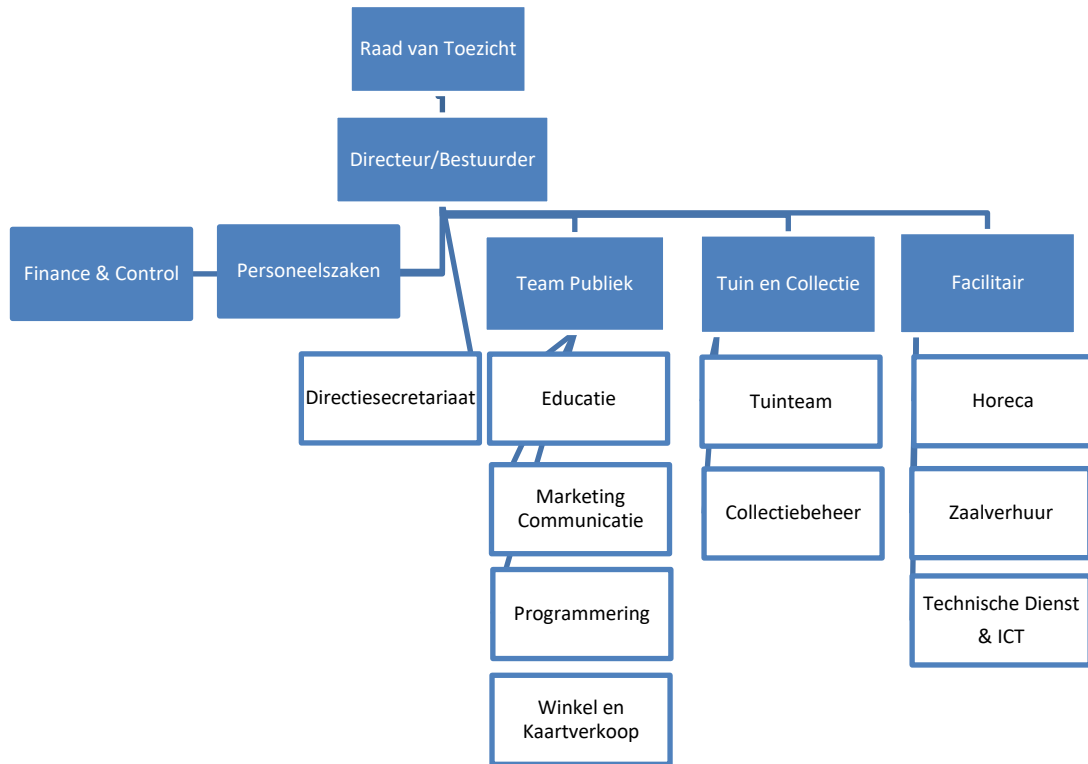 Raad van Toezicht
Directeur/Bestuurder
Finance & Control
Personeelszaken
Team Publiek
Tuin en Collectie
Facilitair
Directiesecretariaat
Educatie
Tuinteam
Horeca
Marketing
Communicatie
Collectiebeheer
Zaalverhuur
Programmering
Technische Dienst
& ICT
Winkel en
Kaartverkoop